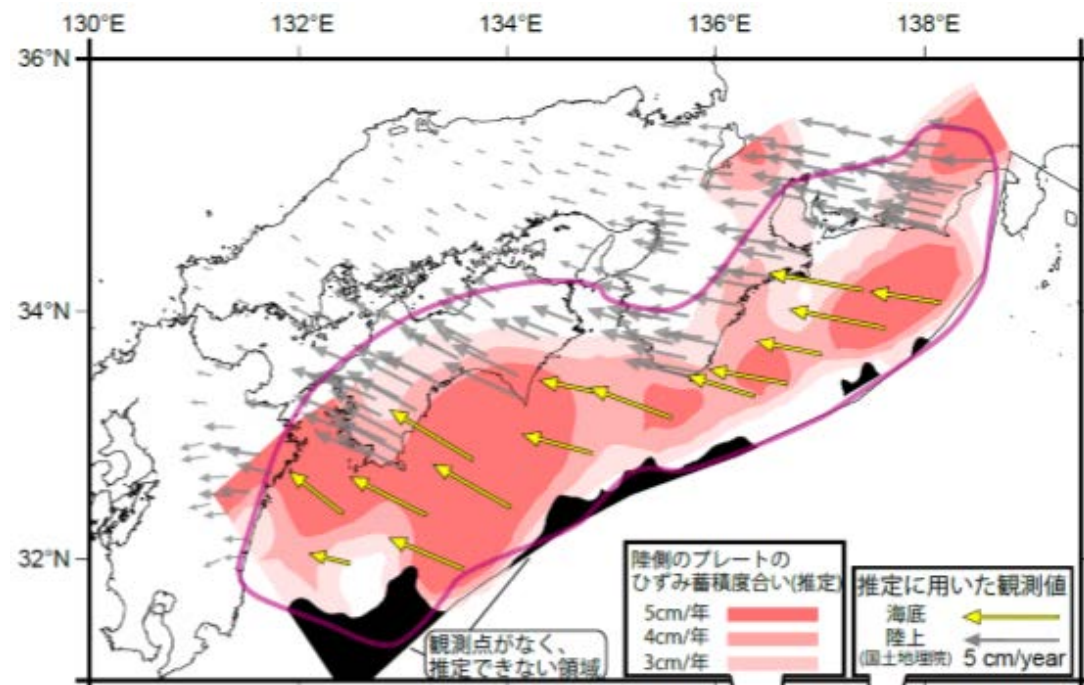 130°E
132°E
134°E
136°E
138°E
36°N
34°N
32°N
観測点がなく、
推定できない領域
陸側のプレートの
ひずみ蓄積度合い(推定)
5cm/年
4cm/年
3cm/年
推定に用いた観測値
海底
陸上
(国土地理院)
5 cm/year